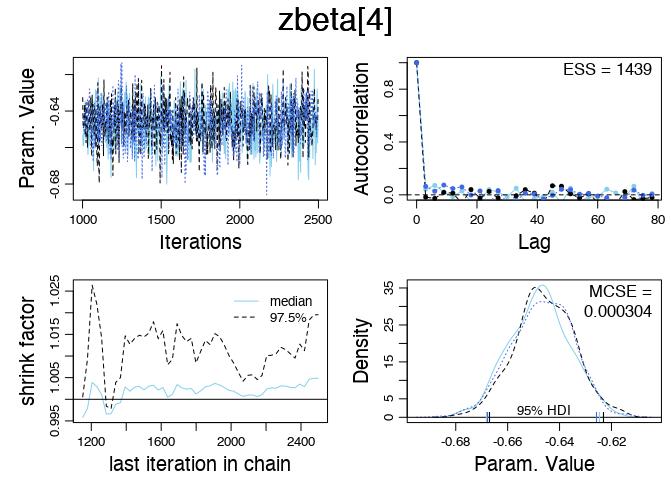 zbeta[4]
Param. Value
-0.68
-0.64
1000
1500
2000
2500
Iterations
Autocorrelation
0.0
0.4
0.8
ESS = 1439
0
20
40
60
80
Lag
shrink factor
0.995
1.005
1.015
1.025
median
97.5%
1200
1600
2000
2400
last iteration in chain
Density
0
5
15
25
35
MCSE =
0.000304
95% HDI
-0.68
-0.66
-0.64
-0.62
Param. Value